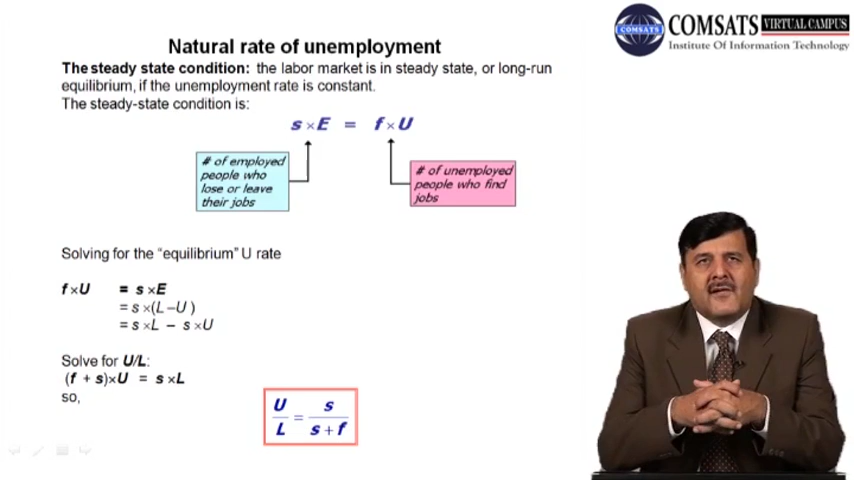 COMSATS VIRTUAL CAMPUS
COMSATS
Institute Of Information Technology
Natural rate of unemployment
The steady state condition: the labor market is in steady state, or long-run
equilibrium, if the unemployment rate is constant.
The steady-state condition is:
s ×E = f ×U
# of employed
people who
lose or leave
their jobs
# of unemployed
people who find
jobs
Solving for the “equilibrium” U rate
f ×U = s ×E
= s ×(L −U )
= s ×L − s ×U
Solve for U/L:
(f + s)×U = s ×L
so,
U/L = s/(s + f)